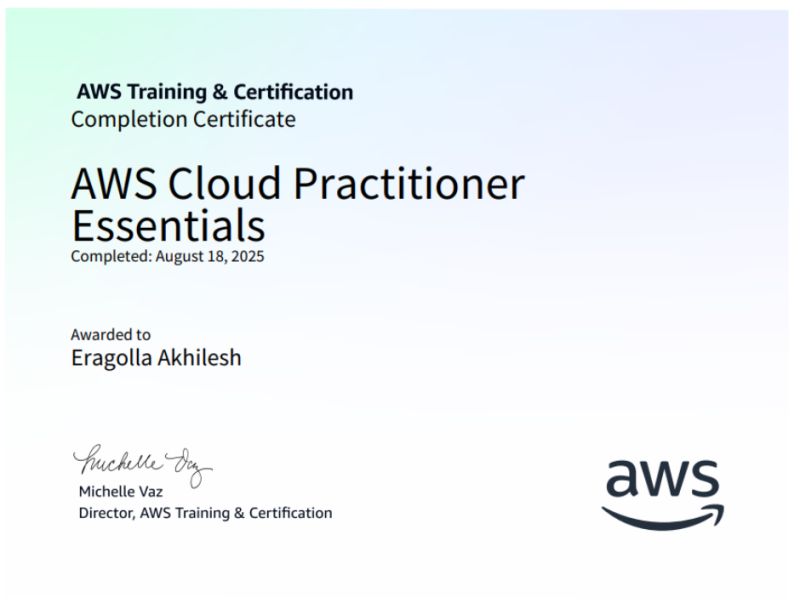 AWS Training & Certification
Completion Certificate
AWS Cloud Practitioner
Essentials
Completed: August 18, 2025
Awarded to
Eragolla Akhilesh
Michelle Vaz
Michelle Vaz
Director, AWS Training & Certification
aws